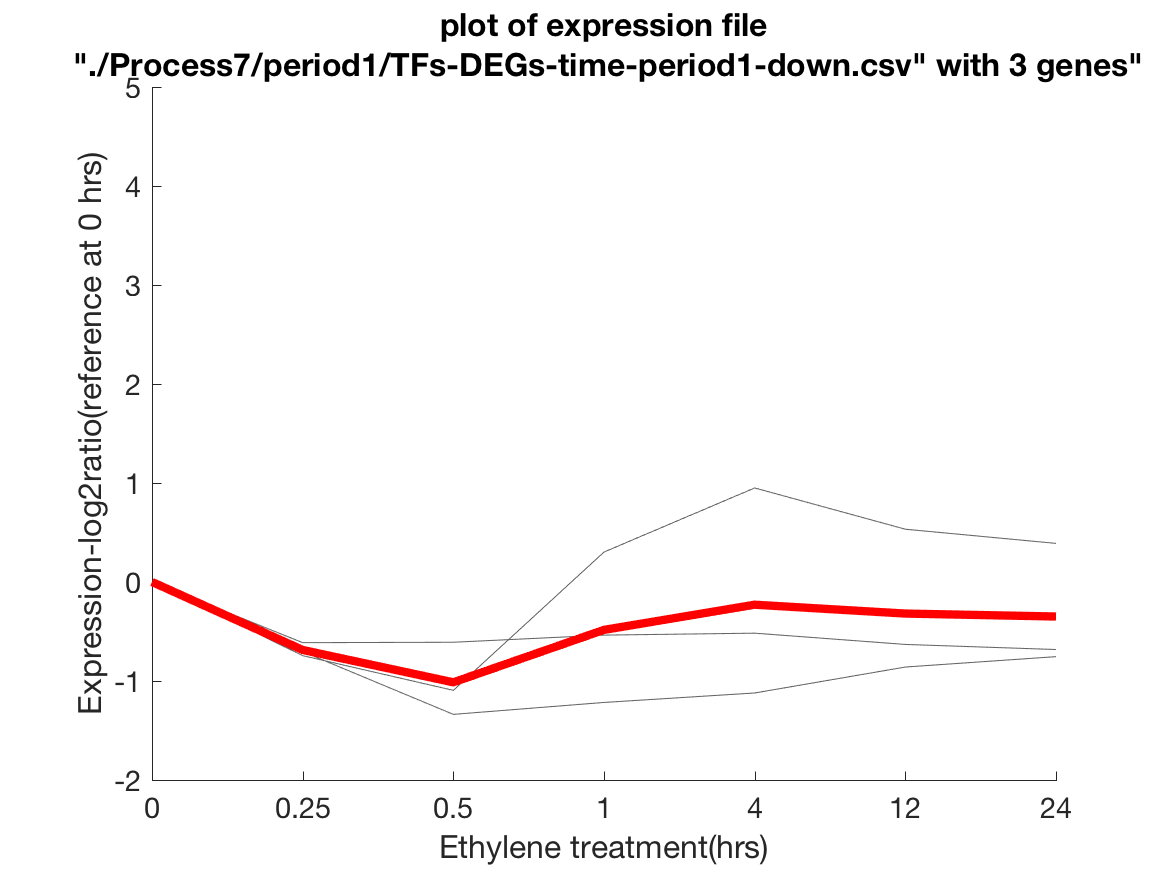 plot of expression file
"./Process7/period1/TFs-DEGs-time-period1-down.csv" with 3 genes"
Expression-log2ratio(reference at 0 hrs)
5
4
3
2
1
0
-1
-2
0 0.25 0.5 1 4 12 24
Ethylene treatment(hrs)